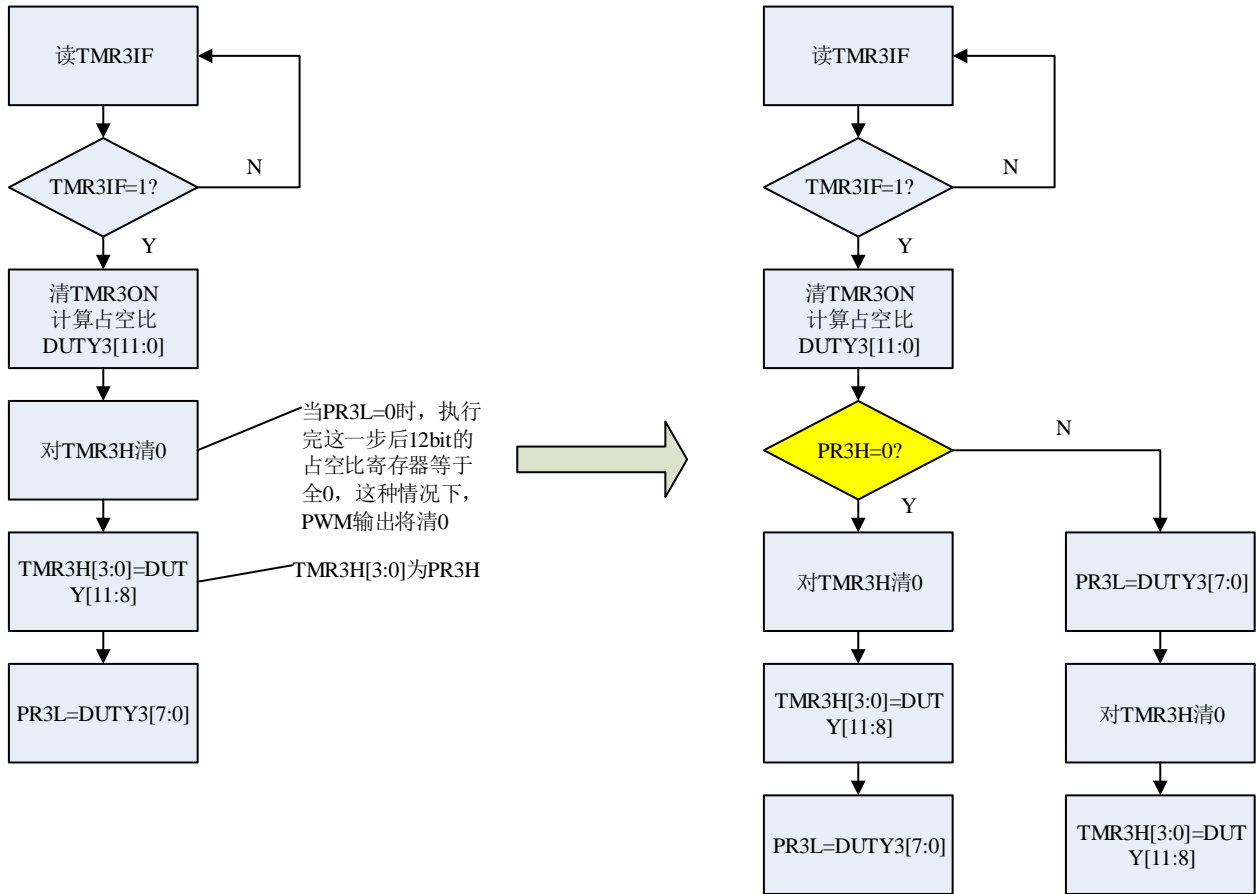 读TMR3IF
TMR3IF=1?
N
Y
清TMR3ON
计算占空比
DUTY3[11:0]
对TMR3H清0
当PR3L=0时，执行
完这一步后12bit的
占空比寄存器等于
全0，这种情况下，
PWM输出将清0
TMR3H[3:0]=DUT
Y[11:8]
TMR3H[3:0]为PR3H
PR3L=DUTY3[7:0]
读TMR3IF
TMR3IF=1?
N
Y
清TMR3ON
计算占空比
DUTY3[11:0]
PR3H=0?
N
Y
对TMR3H清0
TMR3H[3:0]=DUT
Y[11:8]
PR3L=DUTY3[7:0]
PR3L=DUTY3[7:0]
对TMR3H清0
TMR3H[3:0]=DUT
Y[11:8]